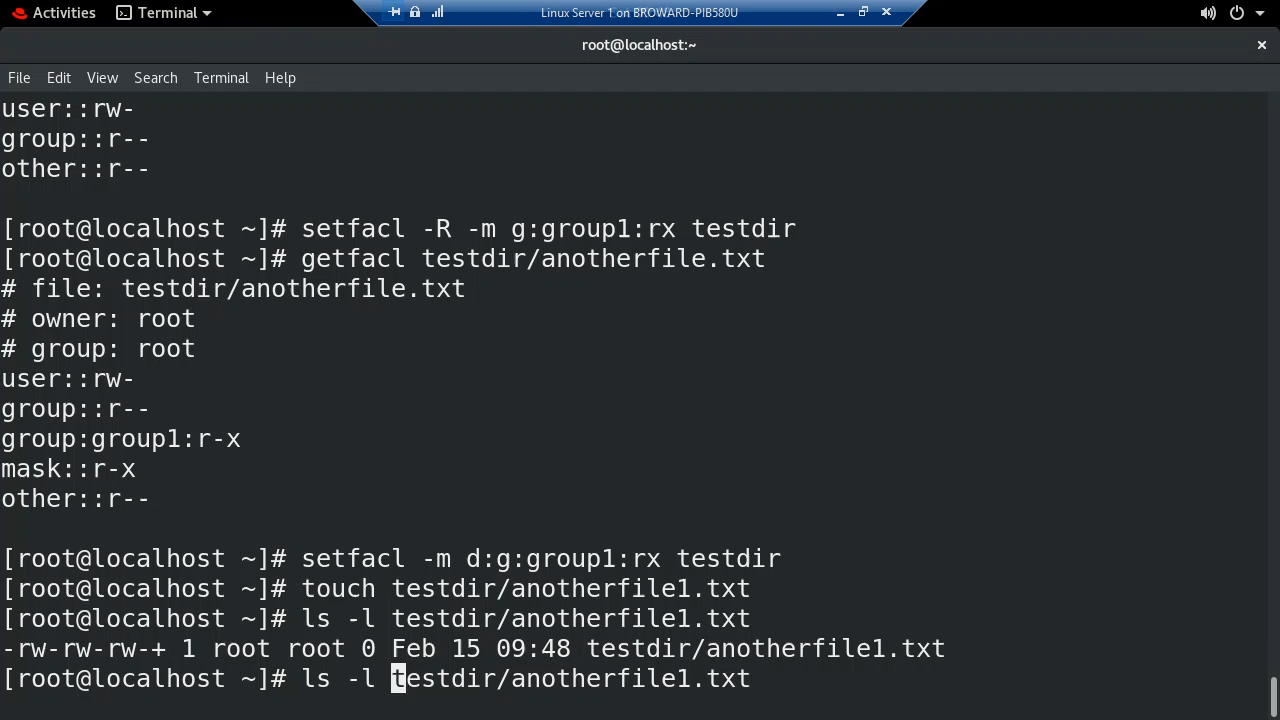 Activities Terminal Linux Server 1 on BROWARD-PIB580U
root@localhost:~
File Edit View Search Terminal Help
user::rw-
group::r--
other::r--
[root@localhost ~]# setfacl -R -m g:group1:rx testdir
[root@localhost ~]# getfacl testdir/anotherfile.txt
# file: testdir/anotherfile.txt
# owner: root
# group: root
user::rw-
group::r--
group:group1:r-x
mask::r-x
other::r--
[root@localhost ~]# setfacl -m d:g:group1:rx testdir
[root@localhost ~]# touch testdir/anotherfile1.txt
[root@localhost ~]# ls -l testdir/anotherfile1.txt
-rw-rw-rw-+ 1 root root 0 Feb 15 09:48 testdir/anotherfile1.txt
[root@localhost ~]# ls -l testdir/anotherfile1.txt